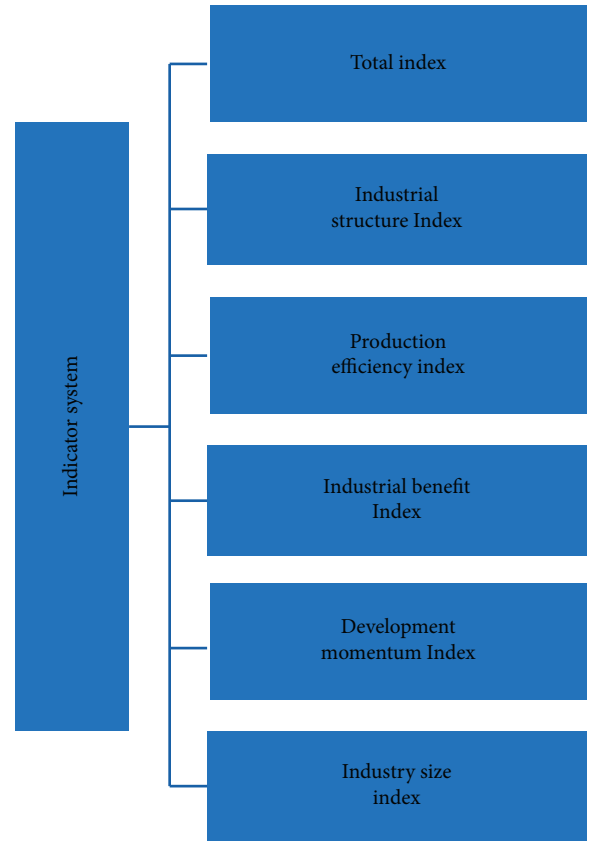 Indicator system
Total index
Industrial
structure Index
Production
efficiency index
Industrial benefit
Index
Development
momentum Index
Industry size
index